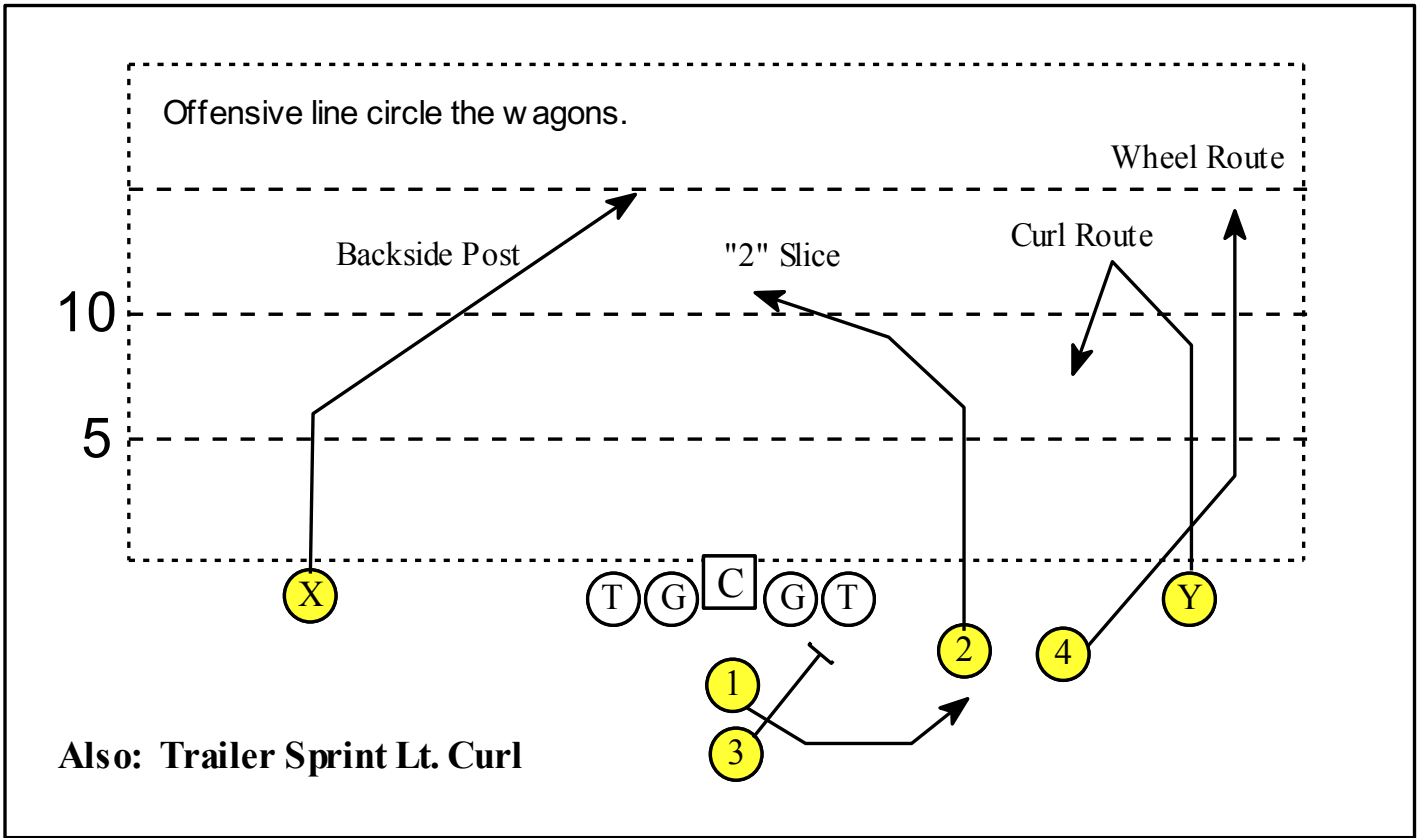 Offensive line circle the wagons.
Wheel Route
Curl Route
Backside Post
"2" Slice
10
5
X
T G C G T
Y
2
4
1
3
Also: Trailer Sprint Lt. Curl